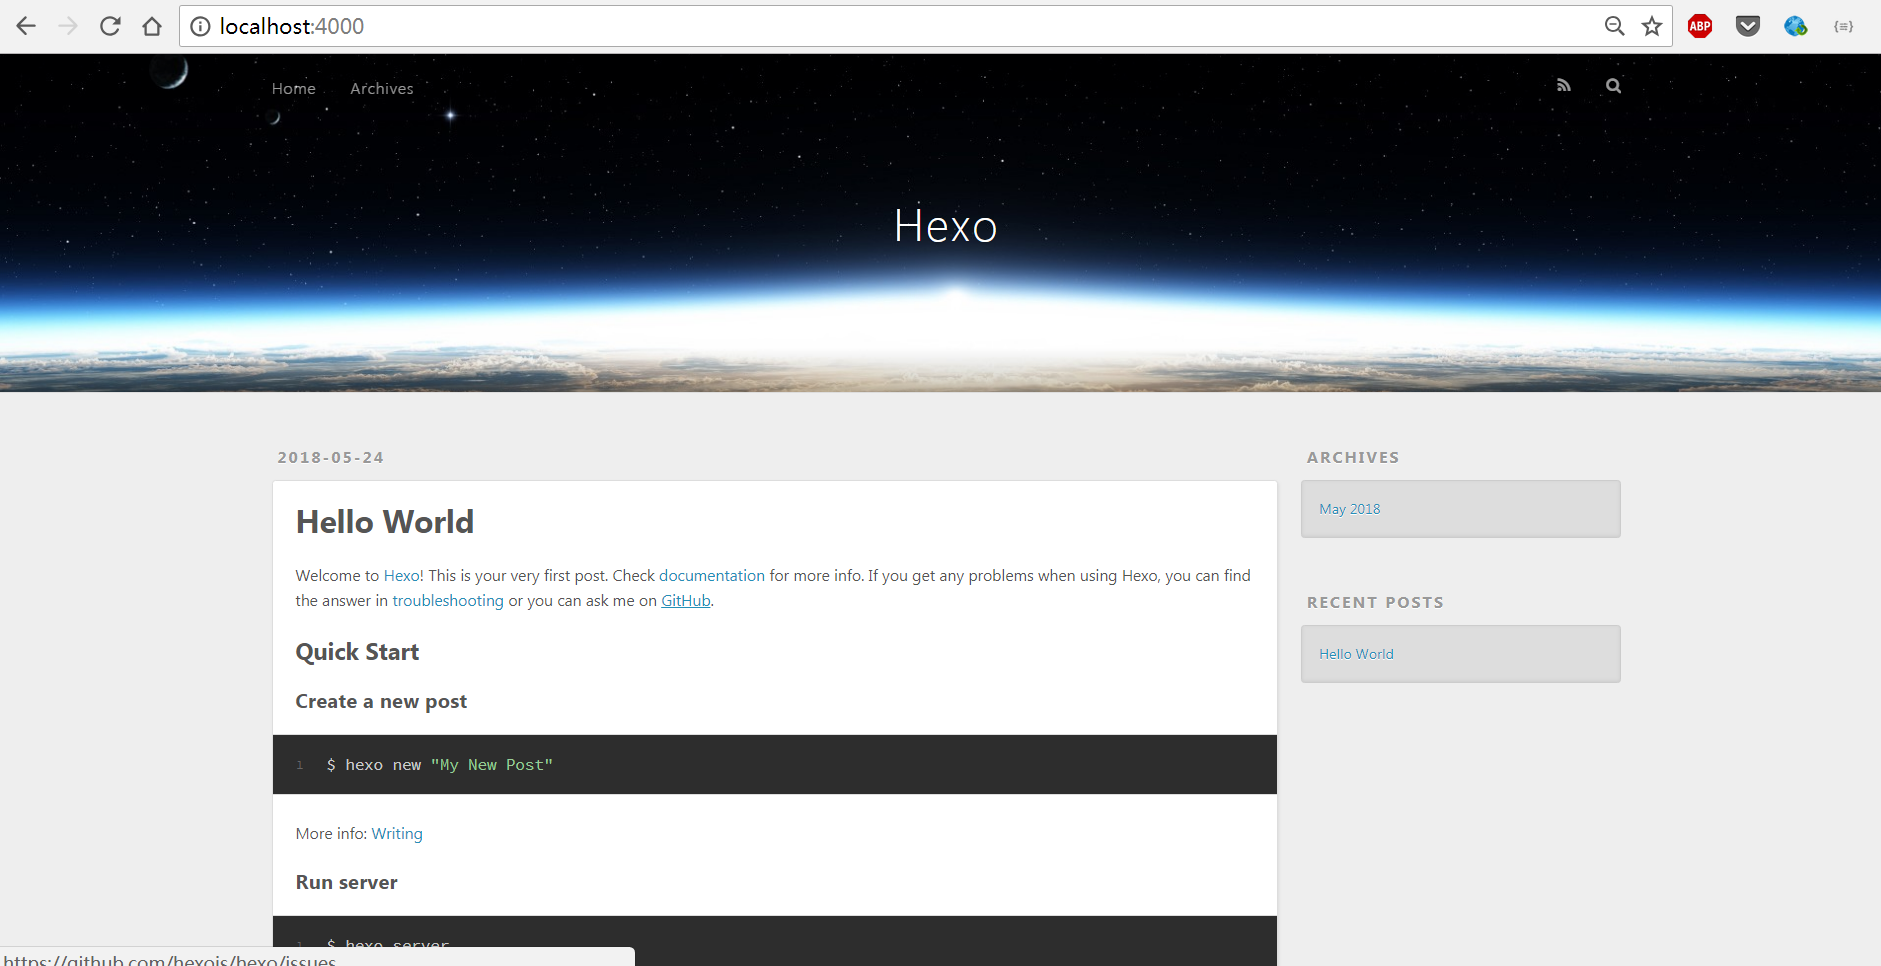 localhost:4000
ABP
Home Archives
Hexo
2018-05-24
Hello World
Welcome to Hexo! This is your very first post. Check documentation for more info. If you get any problems when using Hexo, you can find
the answer in troubleshooting or you can ask me on GitHub.
Quick Start
Create a new post
1 $ hexo new "My New Post"
More info: Writing
Run server
1 $ hexo server
ARCHIVES
May 2018
RECENT POSTS
Hello World
https://github.com/hexojs/hexo/issues